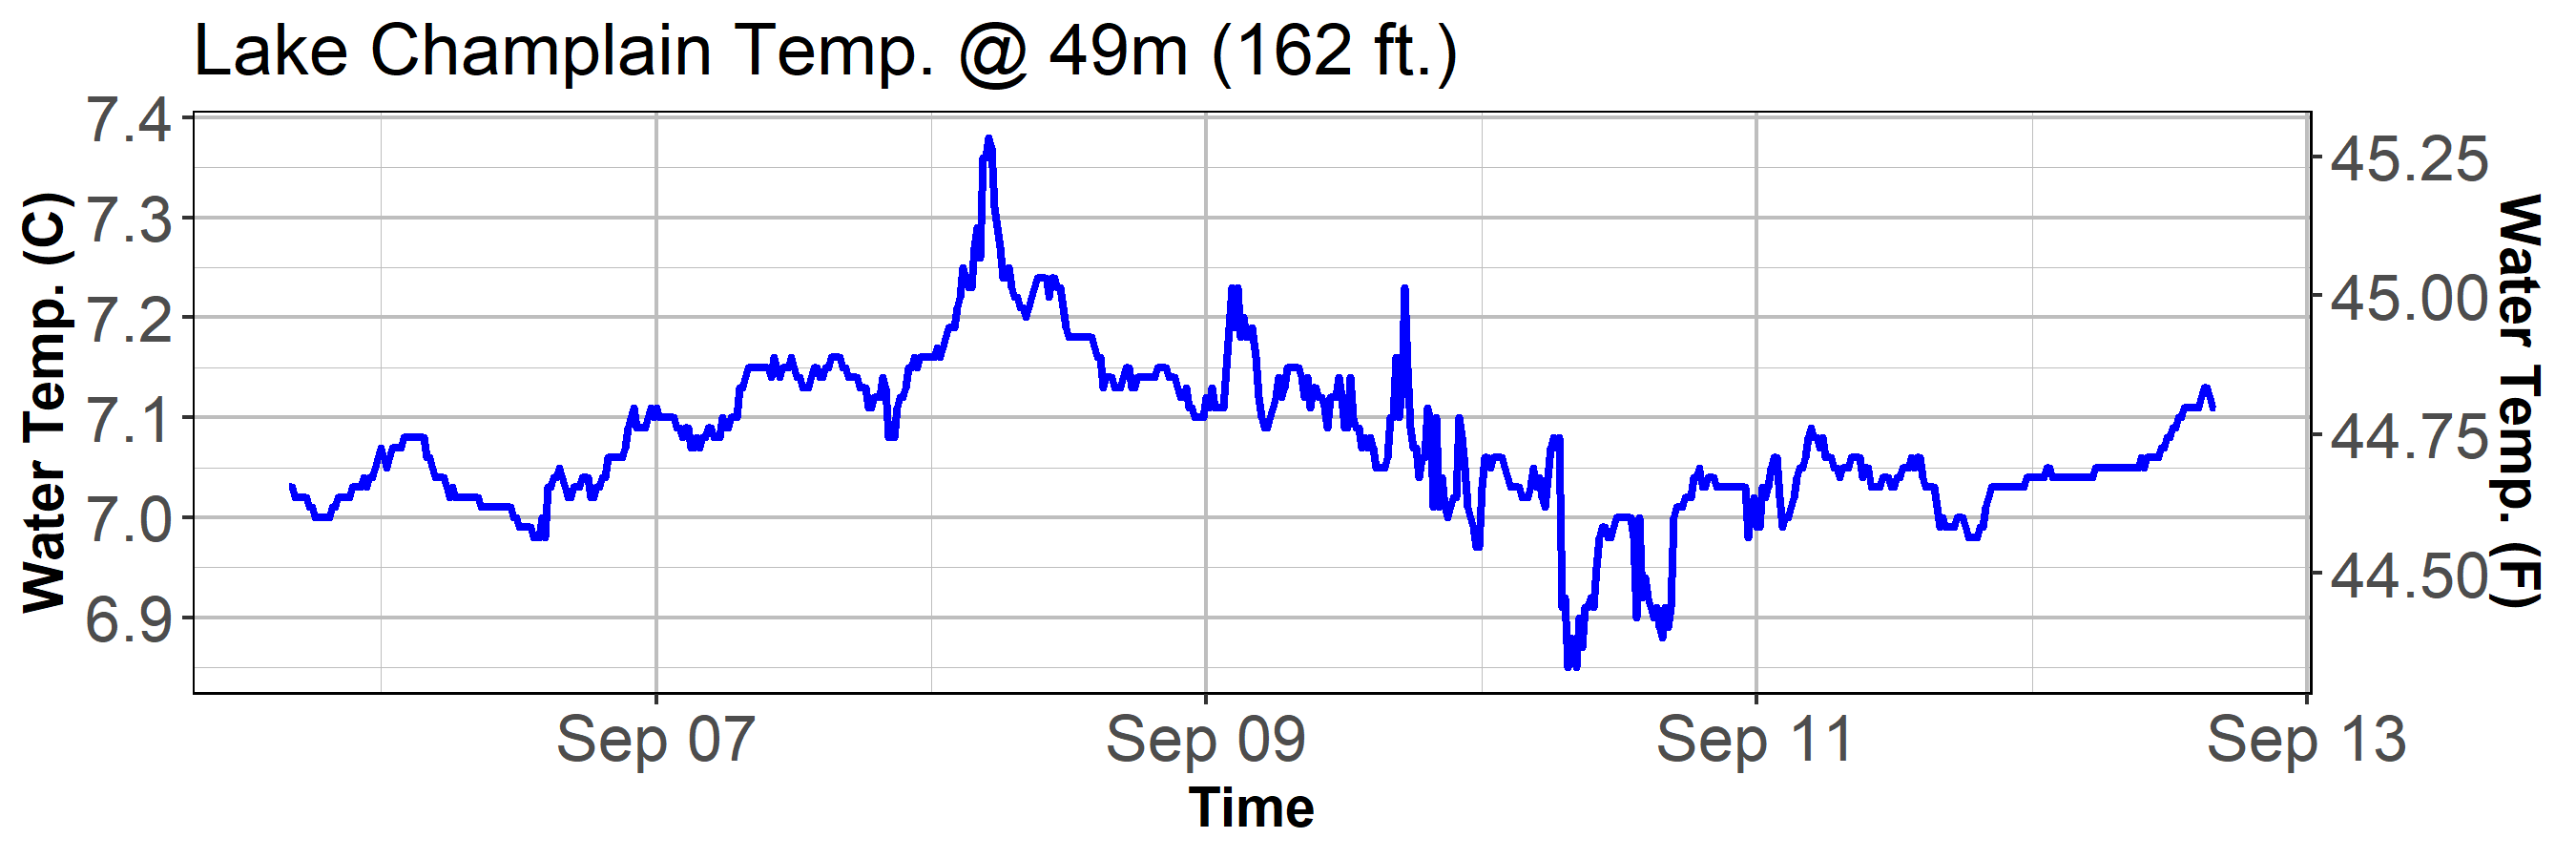 Lake Champlain Temp. @ 49m (162 ft.)
Water Temp. (C)
7.4
7.3
7.2
7.1
7.0
6.9
45.25
45.00
44.75
44.50
Water Temp. (F)
Sep 07
Sep 09
Sep 11
Sep 13
Time